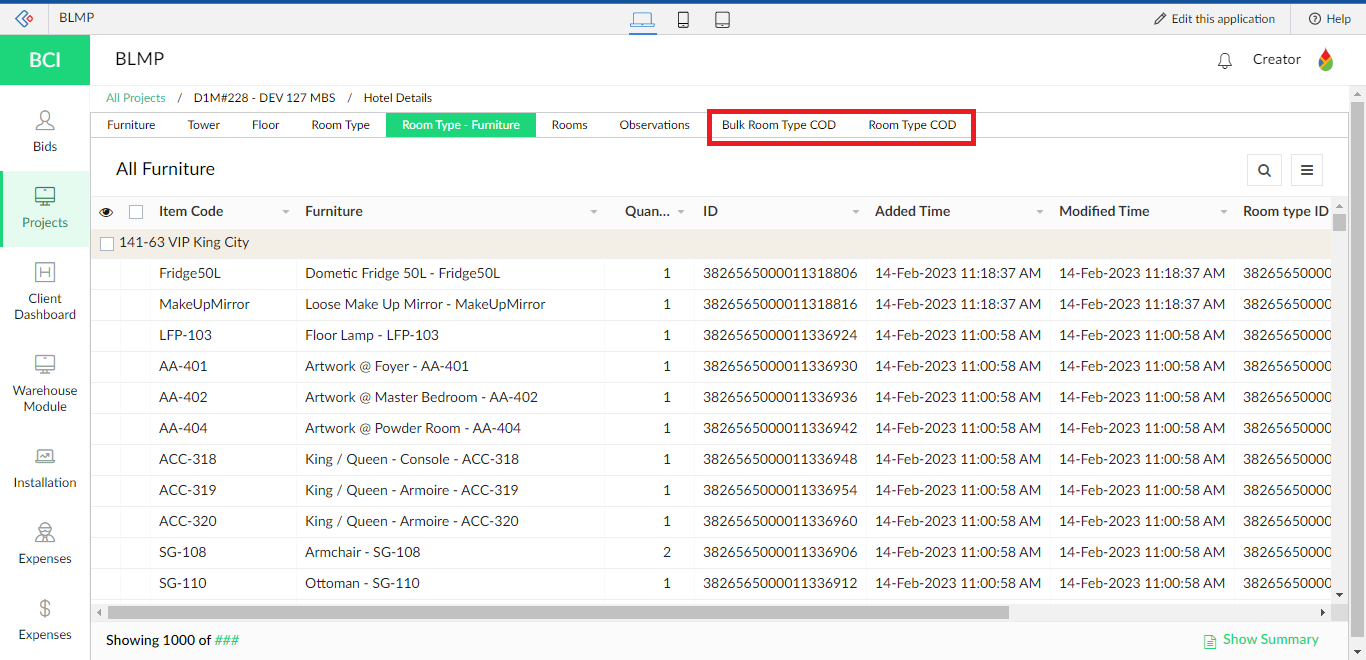 BLMP
Edit this application
Help
BCI
BLMP
Creator
All Projects / D1M#228 - DEV 127 MBS / Hotel Details
Furniture Tower Floor Room Type Room Type - Furniture Rooms Observations Bulk Room Type COD Room Type COD
Bids
Projects
Client
Dashboard
Warehouse
Module
Installation
Expenses
Expenses
All Furniture
Item Code Furniture Quan... ID Added Time Modified Time Room type ID
141-63 VIP King City
Fridge50L Dometic Fridge 50L - Fridge50L 1 3826565000011318806 14-Feb-2023 11:18:37 AM 14-Feb-2023 11:18:37 AM 38265650000
MakeUpMirror Loose Make Up Mirror - MakeUpMirror 1 3826565000011318816 14-Feb-2023 11:18:37 AM 14-Feb-2023 11:18:37 AM 38265650000
LFP-103 Floor Lamp - LFP-103 1 3826565000011336924 14-Feb-2023 11:00:58 AM 14-Feb-2023 11:00:58 AM 38265650000
AA-401 Artwork @ Foyer - AA-401 1 3826565000011336930 14-Feb-2023 11:00:58 AM 14-Feb-2023 11:00:58 AM 38265650000
AA-402 Artwork @ Master Bedroom - AA-402 1 3826565000011336936 14-Feb-2023 11:00:58 AM 14-Feb-2023 11:00:58 AM 38265650000
AA-404 Artwork @ Powder Room - AA-404 1 3826565000011336942 14-Feb-2023 11:00:58 AM 14-Feb-2023 11:00:58 AM 38265650000
ACC-318 King / Queen - Console - ACC-318 1 3826565000011336948 14-Feb-2023 11:00:58 AM 14-Feb-2023 11:00:58 AM 38265650000
ACC-319 King / Queen - Armoire - ACC-319 1 3826565000011336954 14-Feb-2023 11:00:58 AM 14-Feb-2023 11:00:58 AM 38265650000
ACC-320 King / Queen - Armoire - ACC-320 1 3826565000011336960 14-Feb-2023 11:00:58 AM 14-Feb-2023 11:00:58 AM 38265650000
SG-108 Armchair - SG-108 2 3826565000011336906 14-Feb-2023 11:00:58 AM 14-Feb-2023 11:00:58 AM 38265650000
SG-110 Ottoman - SG-110 1 3826565000011336912 14-Feb-2023 11:00:58 AM 14-Feb-2023 11:00:58 AM 38265650000
Showing 1000 of ###
Show Summary